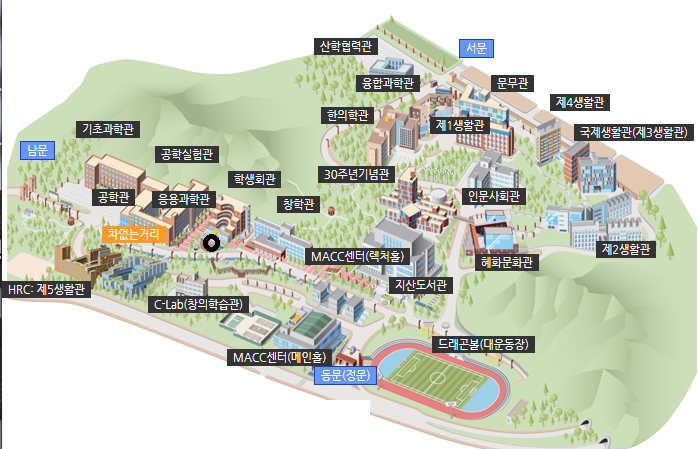 산학협력관
서문
융합과학관
문무관
제4생활관
한의학관
제1생활관
국제생활관(제3생활관)
기초과학관
남문
공학실험관
30주년기념관
학생회관
인문사회관
공학관
응용과학관
창학관
차없는거리
제2생활관
MACC센터(렉처홀)
혜화문화관
HRC: 제5생활관
지산도서관
C-Lab(창의학습관)
드래곤볼(대운동장)
MACC센터(메인홀)
동문(정문)